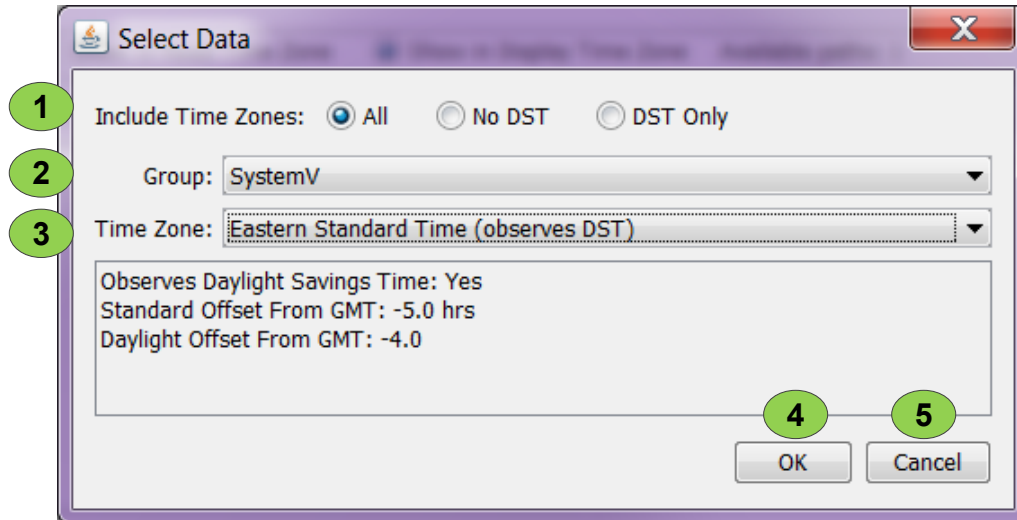 Select Data
1
Include Time Zones: All No DST DST Only
2
Group: SystemV
3
Time Zone: Eastern Standard Time (observes DST)
Observes Daylight Savings Time: Yes
Standard Offset From GMT: -5.0 hrs
Daylight Offset From GMT: -4.0
4 5
OK Cancel